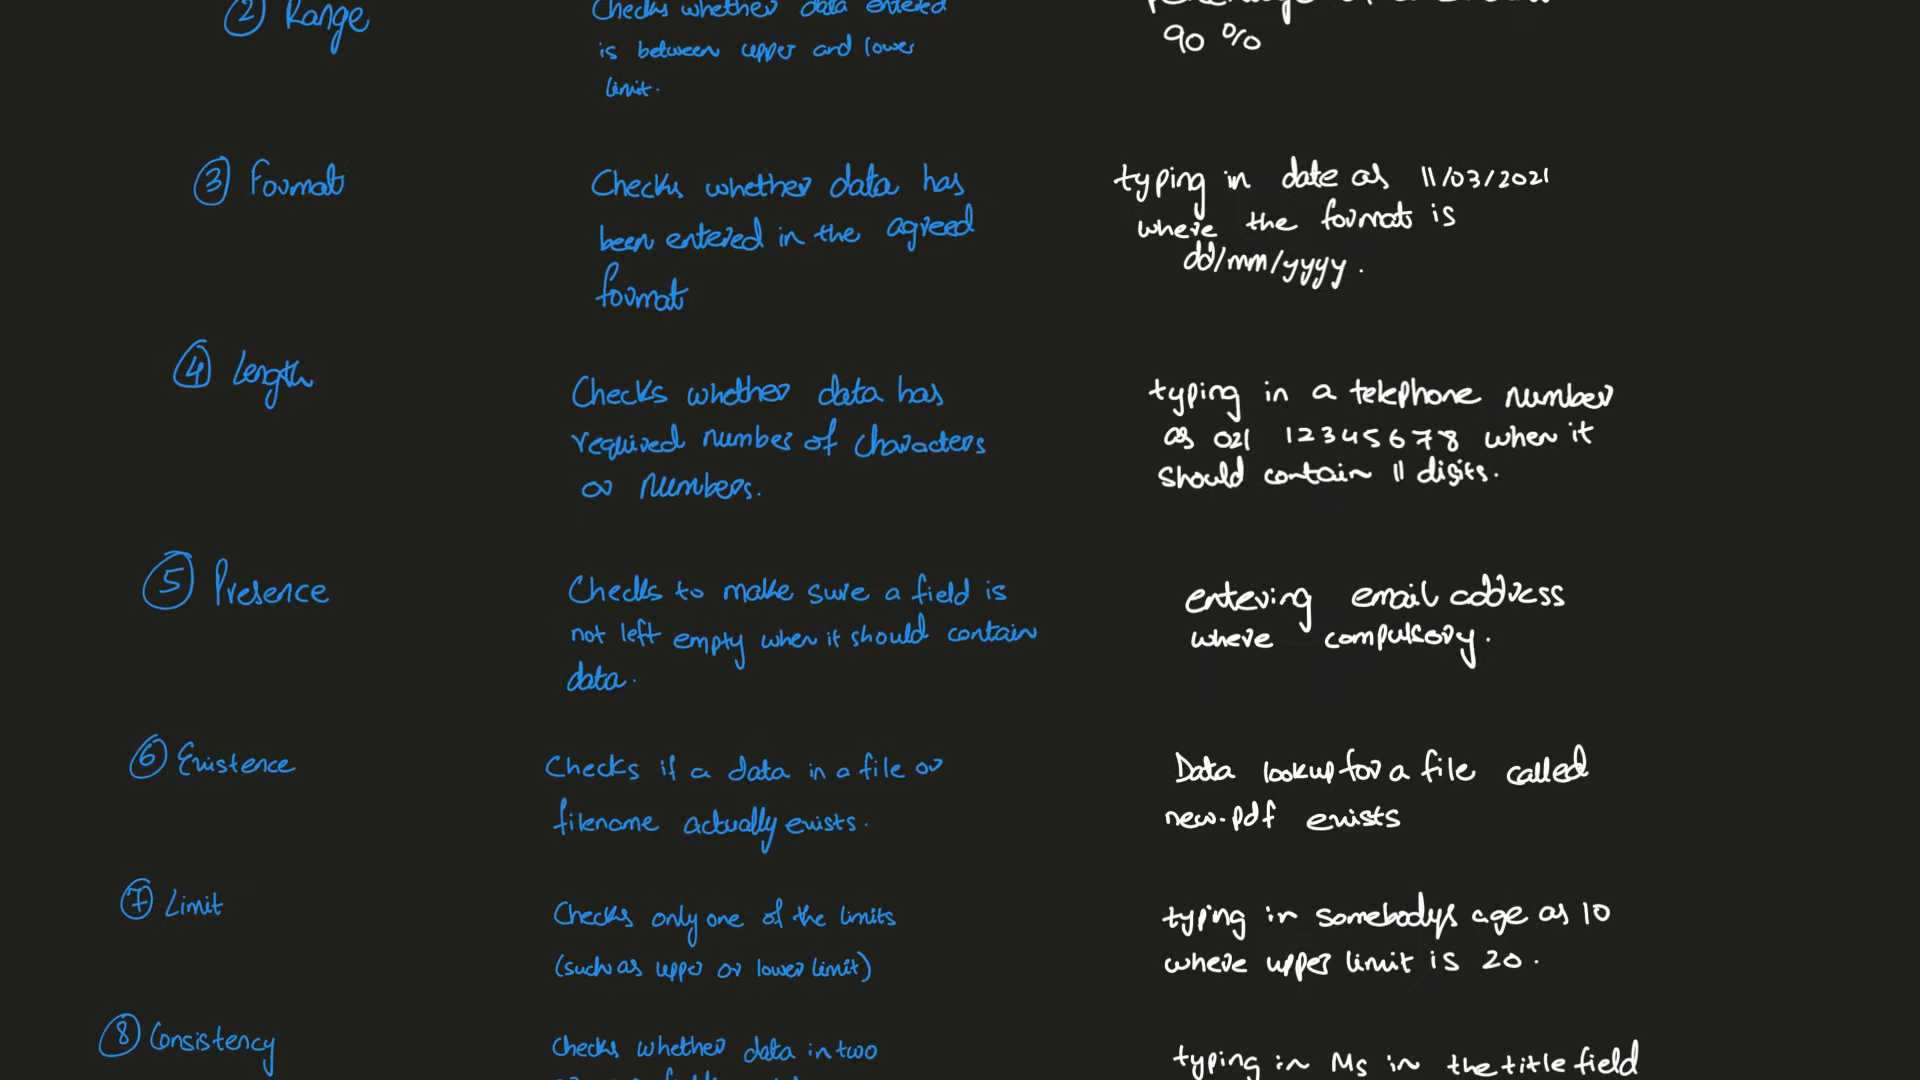 ② Range
Checks whether data entered
is between upper and lower
limit.
90 %
③ Format
Checks whether data has
been entered in the agreed
format
typing in date as 11/03/2021
where the format is
dd/mm/yyyy.
④ Length
Checks whether data has
required number of characters
or numbers.
typing in a telephone number
as 021 12345678 when it
should contain 11 digits.
⑤ Presence
Checks to make sure a field is
not left empty when it should contain
data.
entering email address
where compulsory.
⑥ Existence
Checks if a data in a file or
filename actually exists.
Data lookup for a file called
new.pdf exists
⑦ Limit
Checks only one of the limits
(such as upper or lower limit)
typing in somebodys age as 10
where upper limit is 20.
⑧ Consistency
Checks whether data in two
typing in Ms in the title field